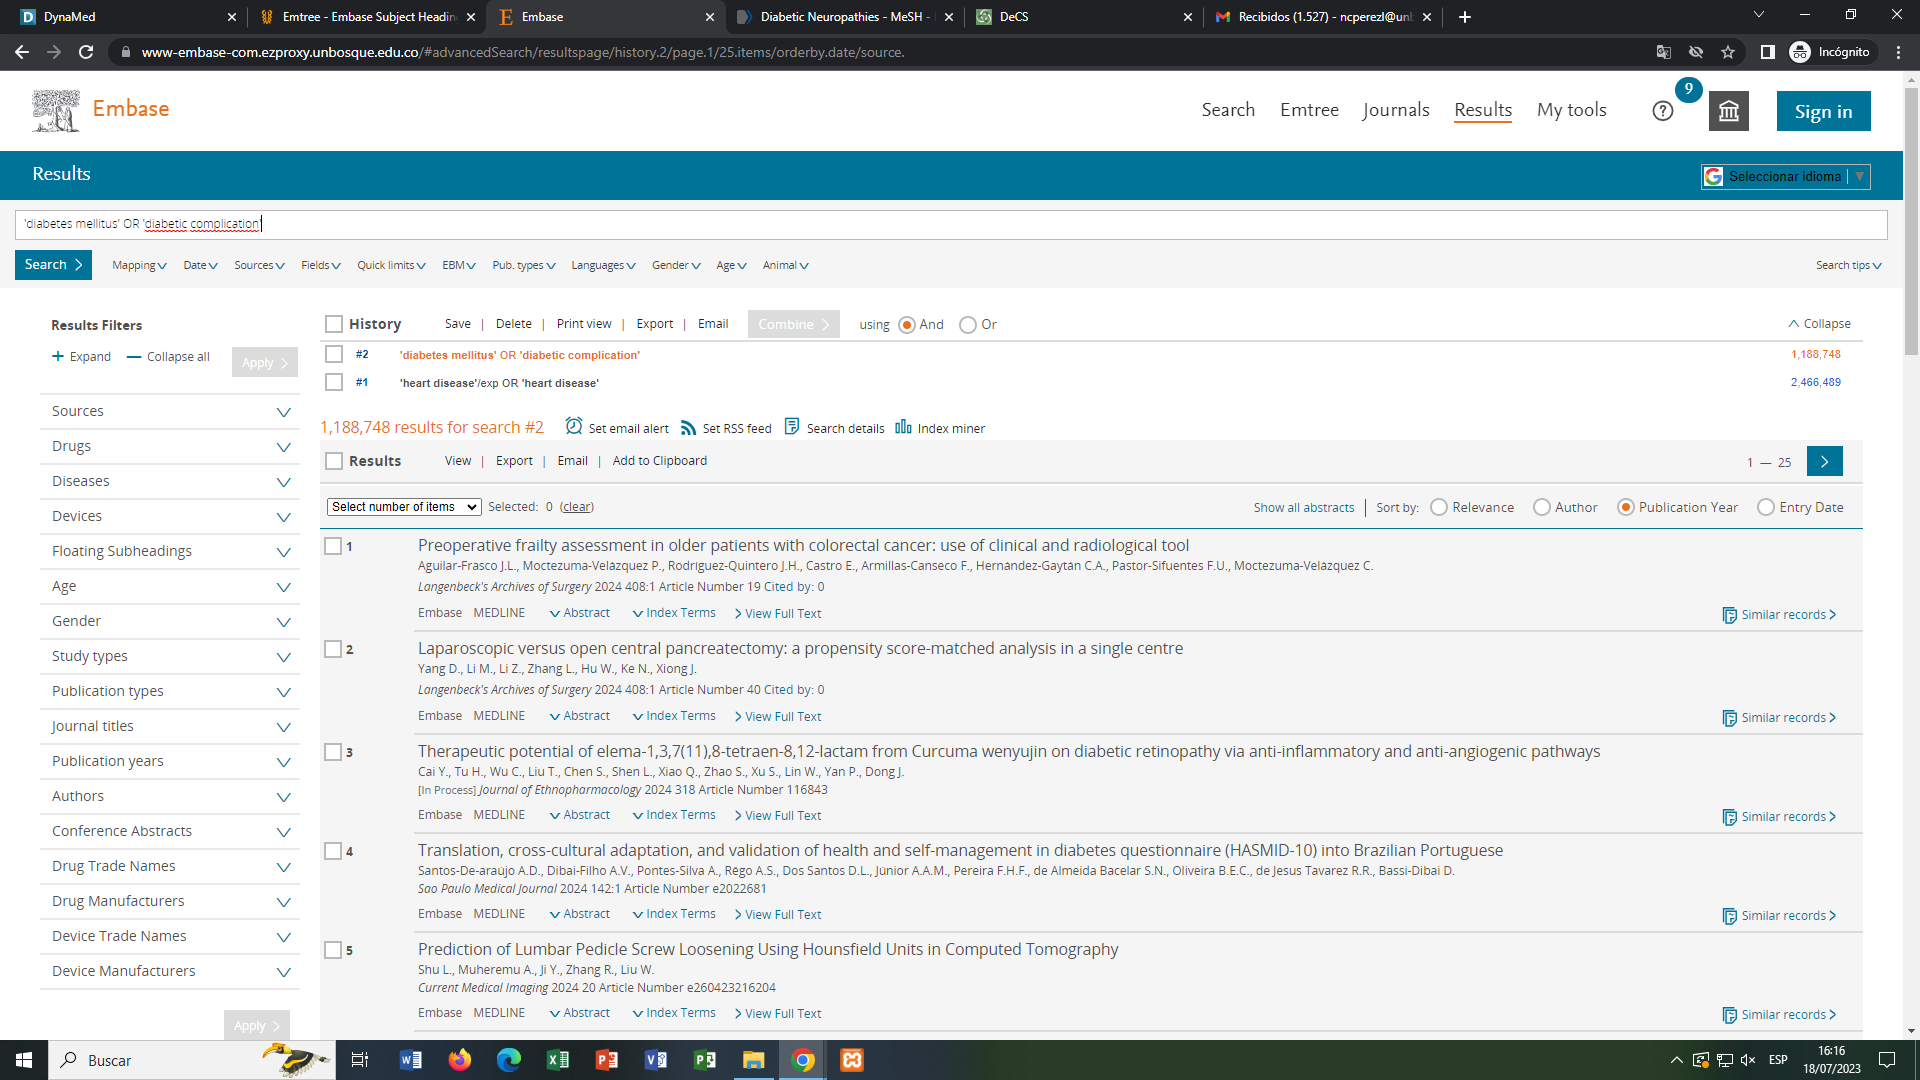 DynaMed
Emtree - Embase Subject Headin
Embase
Diabetic Neuropathies - MeSH -
DeCS
Recibidos (1.527) - ncperezl@un
www-embase-com.ezproxy.unbosque.edu.co/#advancedSearch/resultspage/history.2/page.1/25.items/orderby.date/source.
Incógnito
Embase
Search
Emtree
Journals
Results
My tools
9
Sign in
Results
Seleccionar idioma
'diabetes mellitus' OR 'diabetic complication'
Search
Mapping
Date
Sources
Fields
Quick limits
EBM
Pub. types
Languages
Gender
Age
Animal
Search tips
Results Filters
Expand
Collapse all
Apply
Sources
Drugs
Diseases
Devices
Floating Subheadings
Age
Gender
Study types
Publication types
Journal titles
Publication years
Authors
Conference Abstracts
Drug Trade Names
Drug Manufacturers
Device Trade Names
Device Manufacturers
Apply
History
Save | Delete | Print view | Export | Email
Combine
using
And
Or
Collapse
#2 'diabetes mellitus' OR 'diabetic complication' 1,188,748
#1 'heart disease'/exp OR 'heart disease' 2,466,489
1,188,748 results for search #2
Set email alert
Set RSS feed
Search details
Index miner
Results
View | Export | Email | Add to Clipboard
1 — 25
Select number of items
Selected: 0 (clear)
Show all abstracts
Sort by:
Relevance
Author
Publication Year
Entry Date
1 Preoperative frailty assessment in older patients with colorectal cancer: use of clinical and radiological tool
Aguilar-Frasco J.L., Moctezuma-Velázquez P., Rodríguez-Quintero J.H., Castro E., Armillas-Canseco F., Hernández-Gaytán C.A., Pastor-Sifuentes F.U., Moctezuma-Velázquez C.
Langenbeck's Archives of Surgery 2024 408:1 Article Number 19 Cited by: 0
Embase MEDLINE Abstract Index Terms View Full Text
Similar records
2 Laparoscopic versus open central pancreatectomy: a propensity score-matched analysis in a single centre
Yang D., Li M., Li Z., Zhang L., Hu W., Ke N., Xiong J.
Langenbeck's Archives of Surgery 2024 408:1 Article Number 40 Cited by: 0
Embase MEDLINE Abstract Index Terms View Full Text
Similar records
3 Therapeutic potential of elema-1,3,7(11),8-tetraen-8,12-lactam from Curcuma wenyujin on diabetic retinopathy via anti-inflammatory and anti-angiogenic pathways
Cai Y., Tu H., Wu C., Liu T., Chen S., Shen L., Xiao Q., Zhao S., Xu S., Lin W., Yan P., Dong J.
[In Process] Journal of Ethnopharmacology 2024 318 Article Number 116843
Embase MEDLINE Abstract Index Terms View Full Text
Similar records
4 Translation, cross-cultural adaptation, and validation of health and self-management in diabetes questionnaire (HASMID-10) into Brazilian Portuguese
Santos-De-araújo A.D., Dibai-Filho A.V., Pontes-Silva A., Rêgo A.S., Dos Santos D.L., Júnior A.A.M., Pereira F.H.F., de Almeida Bacelar S.N., Oliveira B.E.C., de Jesus Tavarez R.R., Bassi-Dibai D.
Sao Paulo Medical Journal 2024 142:1 Article Number e2022681
Embase MEDLINE Abstract Index Terms View Full Text
Similar records
5 Prediction of Lumbar Pedicle Screw Loosening Using Hounsfield Units in Computed Tomography
Shu L., Muheremu A., Ji Y., Zhang R., Liu W.
Current Medical Imaging 2024 20 Article Number e260423216204
Embase MEDLINE Abstract Index Terms View Full Text
Similar records
Buscar
ESP
16:16
18/07/2023